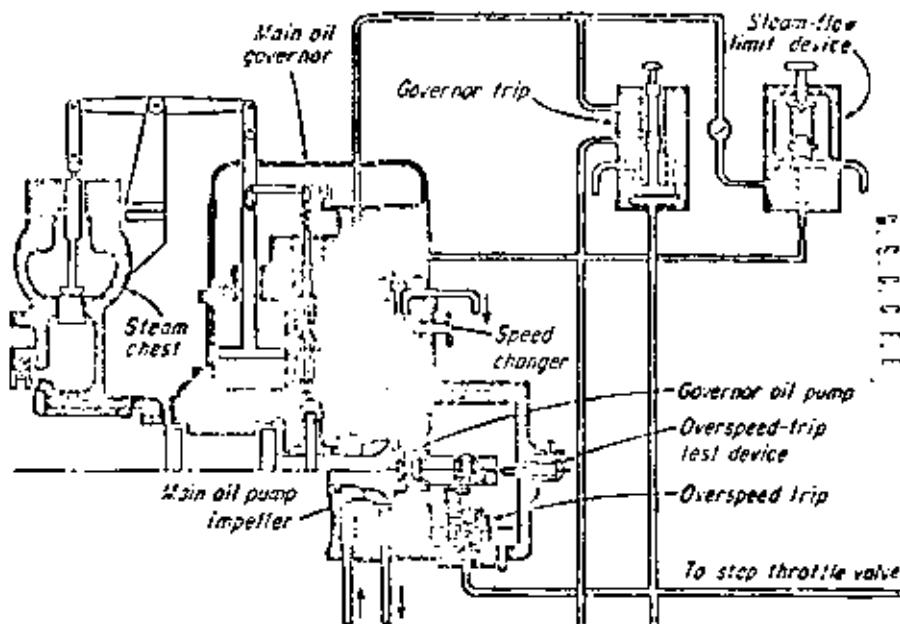 Main oil
governor
Steam-flow
limit device
Governor trip
Steam
chest
Speed
changer
Governor oil pump
Overspeed-trip
test device
Main oil pump
impeller
Overspeed trip
To stop throttle valve